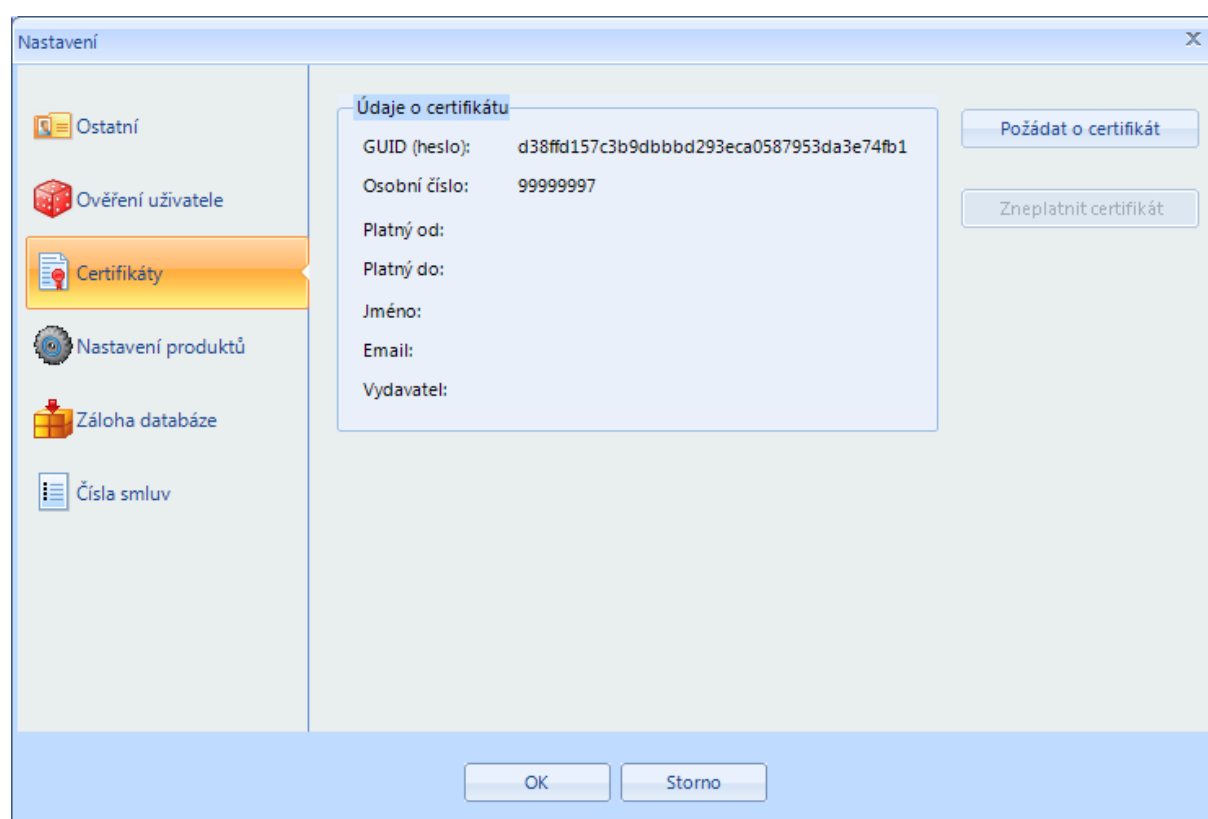 Nastavení
Ostatní
Ověření uživatele
Certifikáty
Nastavení produktů
Záloha databáze
Čísla smluv
Údaje o certifikátu
GUID (heslo): d38ffd157c3b9dbbbd293eca0587953da3e74fb1
Osobní číslo: 99999997
Platný od:
Platný do:
Jméno:
Email:
Vydavatel:
Požádat o certifikát
Zneplatnit certifikát
OK Storno